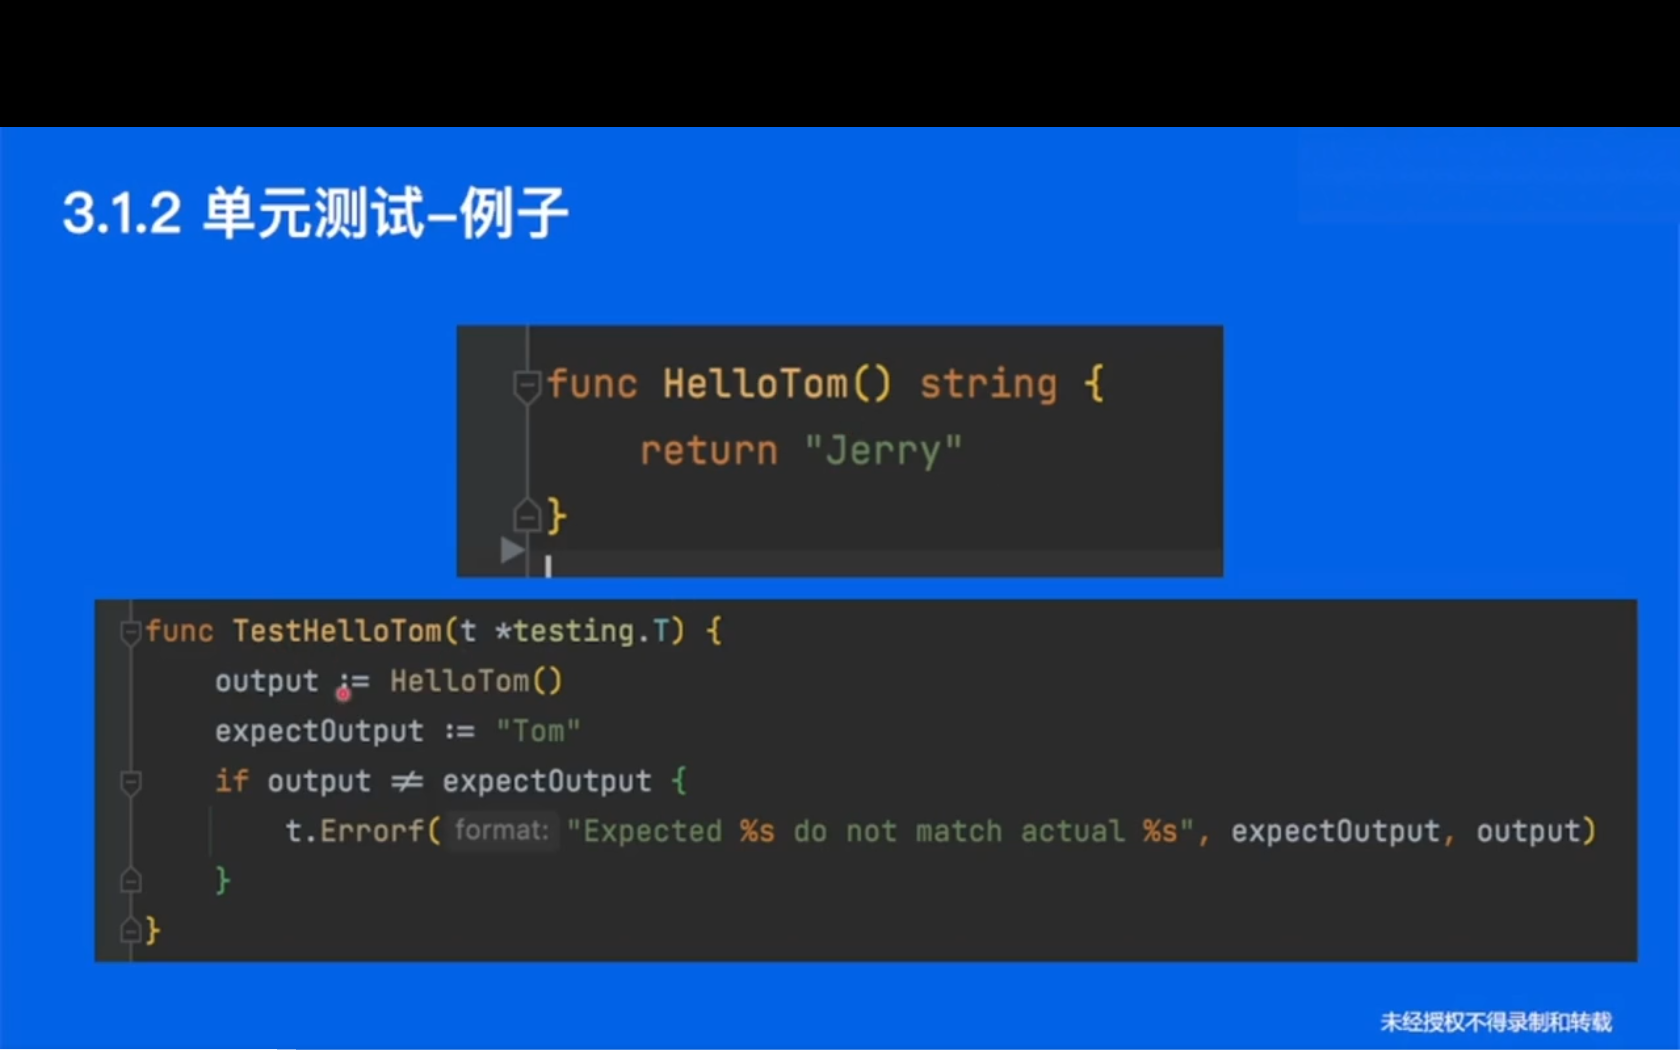 3.1.2 单元测试-例子
func HelloTom() string {
return "Jerry"
}
func TestHelloTom(t *testing.T) {
output := HelloTom()
expectOutput := "Tom"
if output ≠ expectOutput {
t.Errorf( format: "Expected %s do not match actual %s", expectOutput, output)
}
}
未经授权不得录制和转载